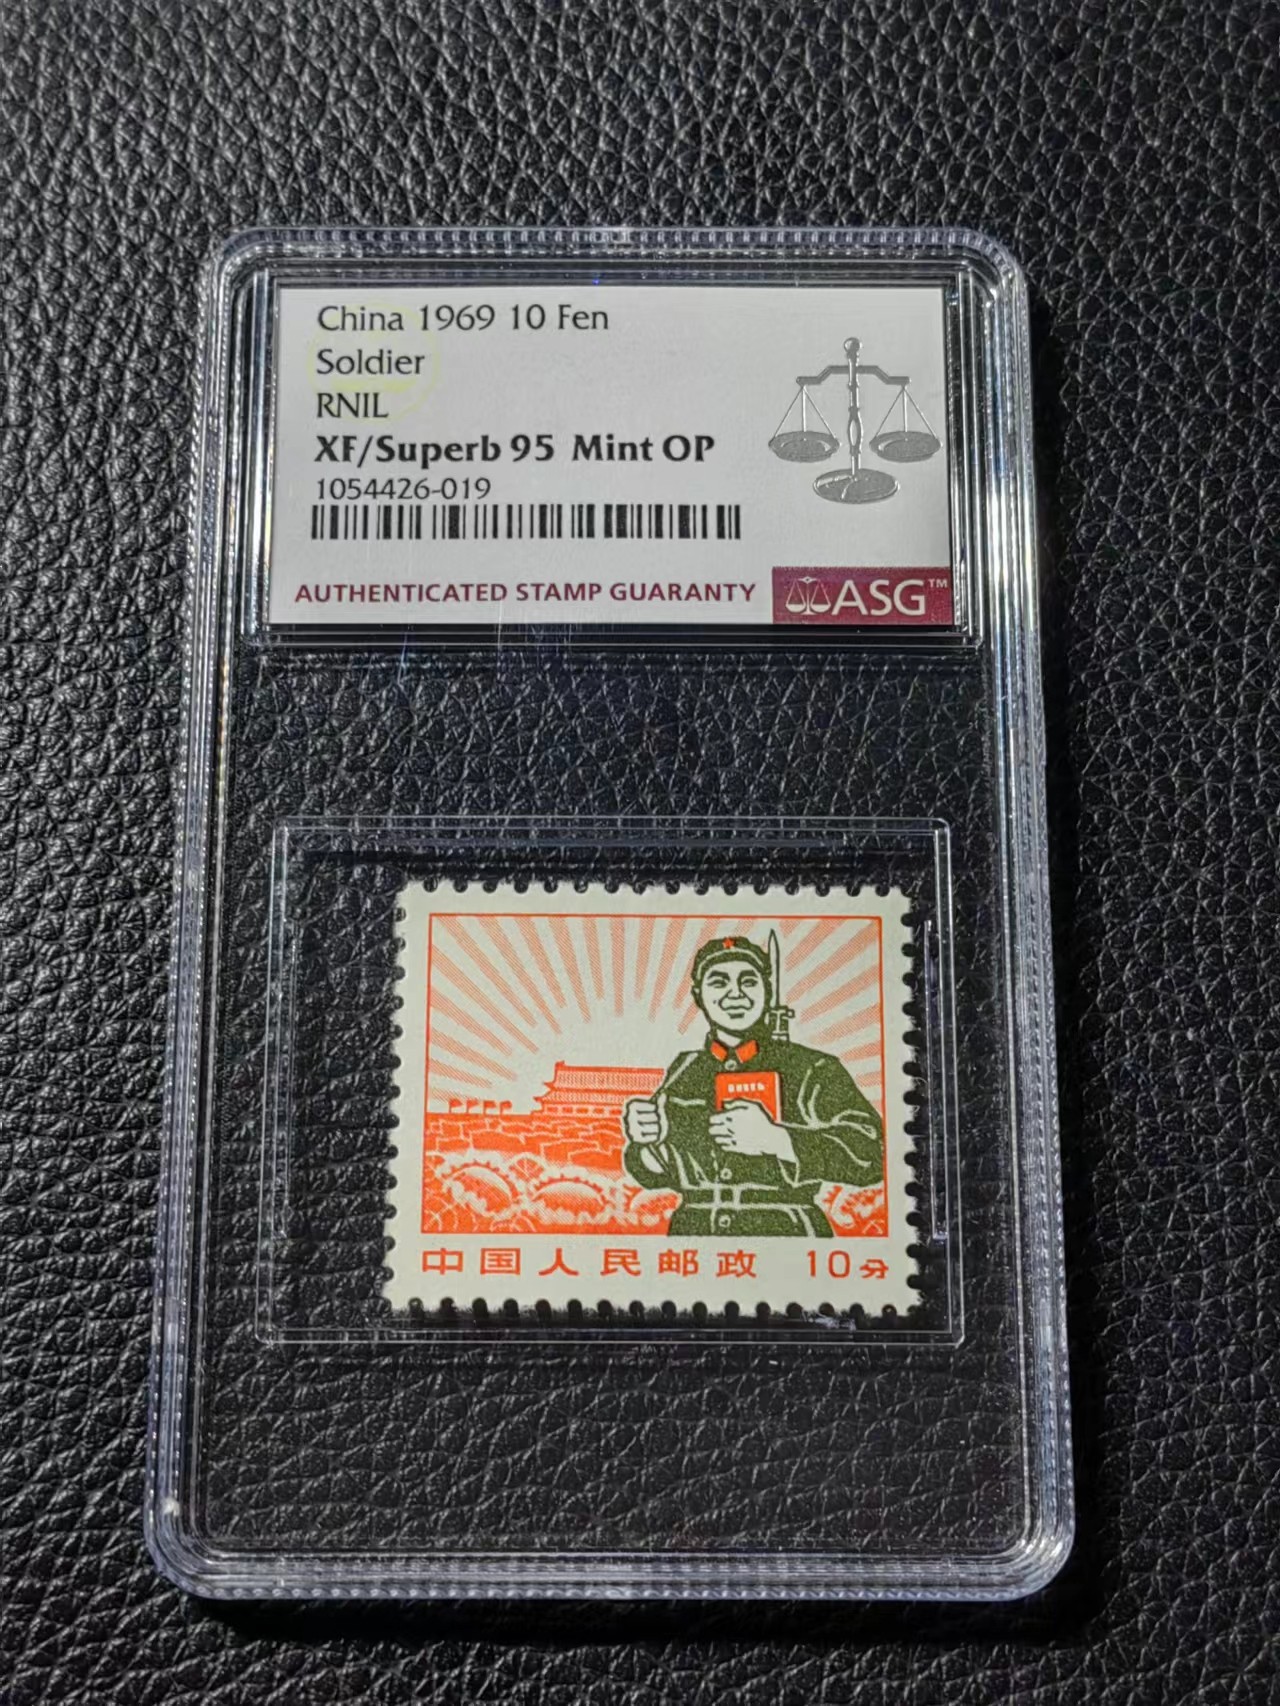 China 1969 10 Fen
Soldier
RNIL
XF/Superb 95 Mint OP
1054426-019
AUTHENTICATED STAMP GUARANTY
ASG™
中国人民邮政 10分